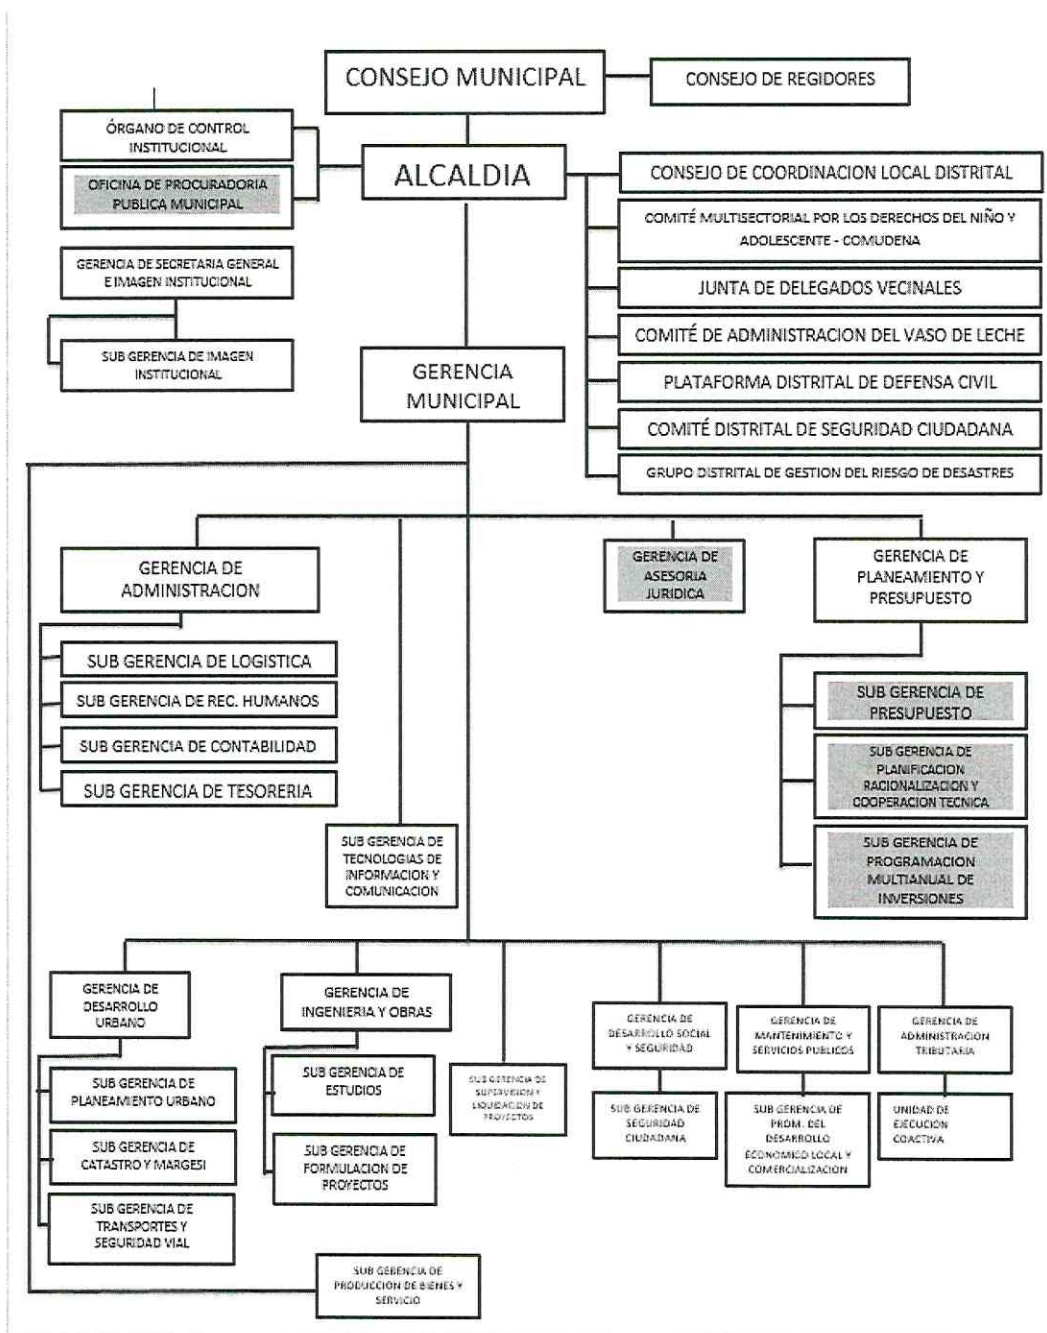 CONSEJO MUNICIPAL
CONSEJO DE REGIDORES
ÓRGANO DE CONTROL
INSTITUCIONAL
OFICINA DE PROCURADORIA
PUBLICA MUNICIPAL
ALCALDIA
CONSEJO DE COORDINACION LOCAL DISTRITAL
COMITÉ MULTISECTORIAL POR LOS DERECHOS DEL NIÑO Y
ADOLESCENTE - COMUDENA
JUNTA DE DELEGADOS VECINALES
COMITÉ DE ADMINISTRACION DEL VASO DE LECHE
PLATAFORMA DISTRITAL DE DEFENSA CIVIL
COMITÉ DISTRITAL DE SEGURIDAD CIUDADANA
GRUPO DISTRITAL DE GESTION DEL RIESGO DE DESASTRES
GERENCIA DE SECRETARIA GENERAL
E IMAGEN INSTITUCIONAL
SUB GERENCIA DE IMAGEN
INSTITUCIONAL
GERENCIA
MUNICIPAL
GERENCIA DE
ADMINISTRACION
SUB GERENCIA DE LOGISTICA
SUB GERENCIA DE REC. HUMANOS
SUB GERENCIA DE CONTABILIDAD
SUB GERENCIA DE TESORERIA
SUB GERENCIA DE
TECNOLOGIAS DE
INFORMACION Y
COMUNICACION
GERENCIA DE
ASESORIA
JURIDICA
GERENCIA DE
PLANEAMIENTO Y
PRESUPUESTO
SUB GERENCIA DE
PRESUPUESTO
SUB GERENCIA DE
PLANIFICACION
RACIONALIZACION Y
COOPERACION TECNICA
SUB GERENCIA DE
PROGRAMACION
MULTIANUAL DE
INVERSIONES
GERENCIA DE
DESARROLLO
URBANO
SUB GERENCIA DE
PLANEAMIENTO URBANO
SUB GERENCIA DE
CATASTRO Y MARGESI
SUB GERENCIA DE
TRANSPORTES Y
SEGURIDAD VIAL
GERENCIA DE
INGENIERIA Y OBRAS
SUB GERENCIA DE
ESTUDIOS
SUB GERENCIA DE
FORMULACION DE
PROYECTOS
SUB GERENCIA DE
SUPERVISION Y
LIQUIDACION DE
PROYECTOS
GERENCIA DE
DESARROLLO SOCIAL
Y SEGURIDAD
SUB GERENCIA DE
SEGURIDAD
CIUDADANA
GERENCIA DE
MANTENIMIENTO Y
SERVICIOS PUBLICOS
SUB GERENCIA DE
PROM. DEL
DESARROLLO
ECONOMICO LOCAL Y
COMERCIALIZACION
GERENCIA DE
ADMINISTRACION
TRIBUTARIA
UNIDAD DE
EJECUCION
COACTIVA
SUB GERENCIA DE
PRODUCCION DE BIENES Y
SERVICIO